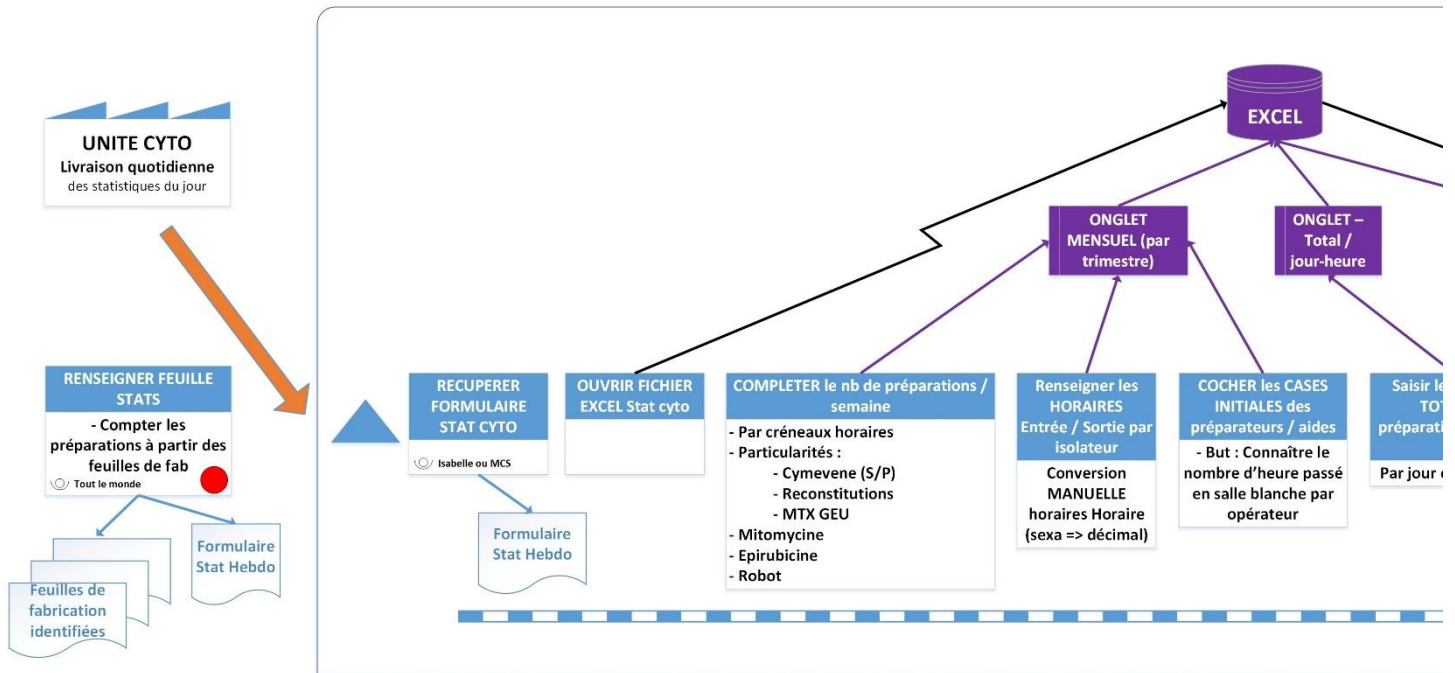 EXCEL
UNITE CYTO
Livraison quotidienne
des statistiques du jour
ONGLET
MENSUEL (par
trimestre)
ONGLET –
Total /
jour-heure
RENSEIGNER FEUILLE
STATS
- Compter les
préparations à partir des
feuilles de fab
Tout le monde
Feuilles de
fabrication
identifiées
Formulaire
Stat Hebdo
RECUPERER
FORMULAIRE
STAT CYTO
Isabelle ou MCS
Formulaire
Stat Hebdo
OUVRIR FICHIER
EXCEL Stat cyto
COMPLETER le nb de préparations /
semaine
- Par créneaux horaires
- Particularités :
- Cymevene (S/P)
- Reconstitutions
- MTX GEU
- Mitomycine
- Epirubicine
- Robot
Renseigner les
HORAIRES
Entrée / Sortie par
isolateur
Conversion
MANUELLE
horaires Horaire
(sexa => décimal)
COCHER les CASES
INITIALES des
préparateurs / aides
- But : Connaître le
nombre d'heure passé
en salle blanche par
opérateur
Saisir le
TOT
préparati
Par jour